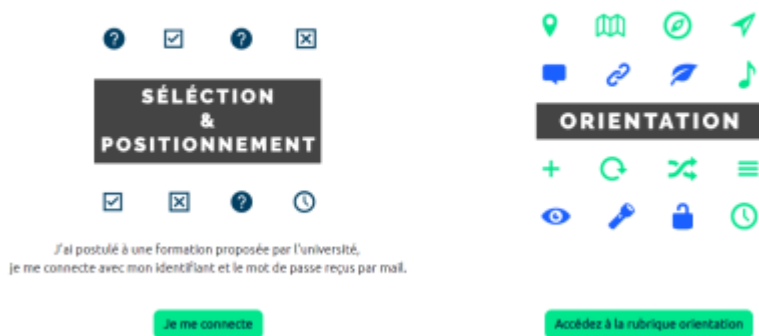 SÉLÉCTION
&
POSITIONNEMENT
J'ai postulé à une formation proposée par l'université,
je me connecte avec mon identifiant et le mot de passe reçus par mail.
Je me connecte
ORIENTATION
Accédez à la rubrique orientation